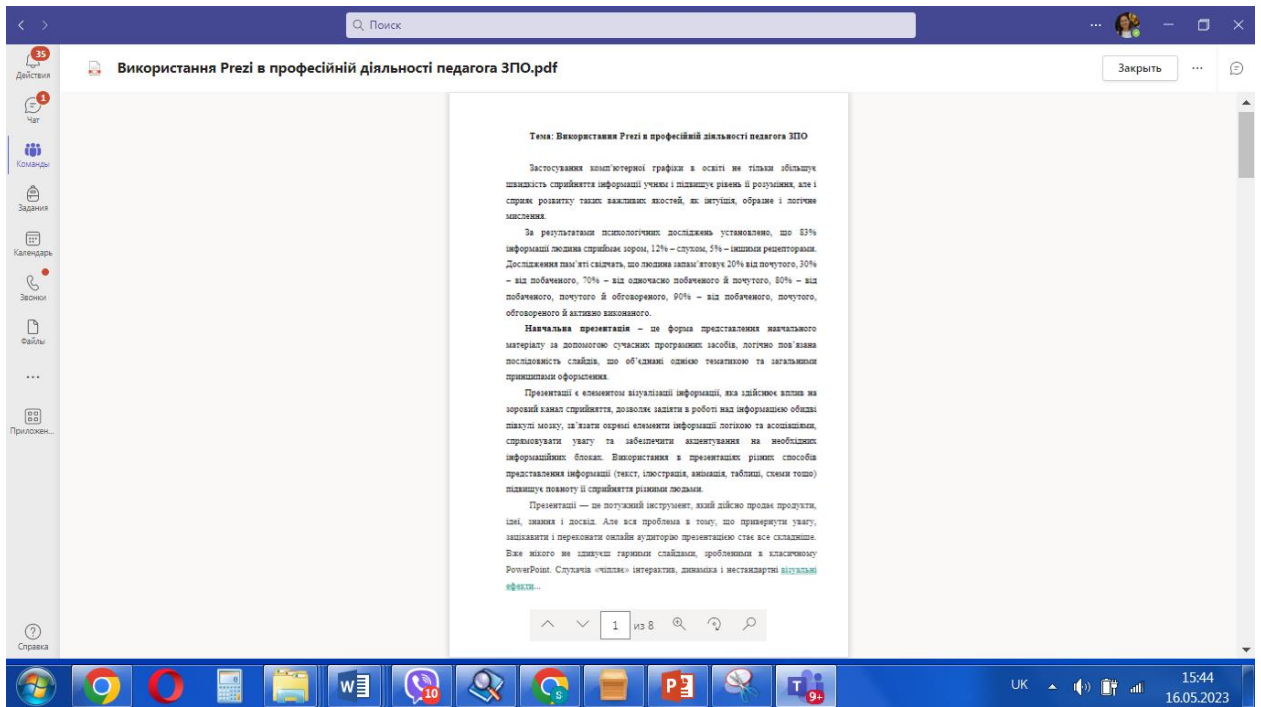 Поиск
35
Действия
1
Чат
Команды
Задания
Календарь
Звонки
Файлы
Приложен...
Справка
Використання Prezi в професійній діяльності педагога ЗПО.pdf
Закрыть
Тема: Використання Prezi в професійній діяльності педагога ЗПО
Застосування комп'ютерної графіки в освіті не тільки збільшує
швидкість сприйняття інформації учням і підвищує рівень її розуміння, але і
сприяє розвитку таких важливих якостей, як інтуїція, образне і логічне
мислення.
За результатами психологічних досліджень установлено, що 83%
інформації людина сприймає зором, 12% – слухом, 5% – іншими рецепторами.
Дослідження пам'яті свідчать, що людина запам'ятовує 20% від почутого, 30%
– від побаченого, 70% – від одночасно побаченого й почутого, 80% – від
побаченого, почутого й обговореного, 90% – від побаченого, почутого,
обговореного й активно виконаного.
Навчальна презентація – це форма представлення навчального
матеріалу за допомогою сучасних програмних засобів, логічно пов'язана
послідовність слайдів, що об'єднані однією тематикою та загальними
принципами оформлення.
Презентації є елементом візуалізації інформації, яка здійснює вплив на
зоровий канал сприйняття, дозволяє задіяти в роботі над інформацією обидві
півкулі мозку, зв'язати окремі елементи інформації логікою та асоціаціями,
спрямовувати увагу та забезпечити акцентування на необхідних
інформаційних блоках. Використання в презентаціях різних способів
представлення інформації (текст, ілюстрація, анімація, таблиці, схеми тощо)
підвищує повноту її сприйняття різними людьми.
Презентації — це потужний інструмент, який дійсно продає продукти,
ідеї, знання і досвід. Але вся проблема в тому, що привернути увагу,
зацікавити і переконати онлайн аудиторію презентацією стає все складніше.
Вже нікого не здивуєш гарними слайдами, зробленими в класичному
PowerPoint. Слухачів «чіпляє» інтерактив, динаміка і нестандартні візуальні
ефекти...
1 из 8
10
9+
UK
15:44
16.05.2023